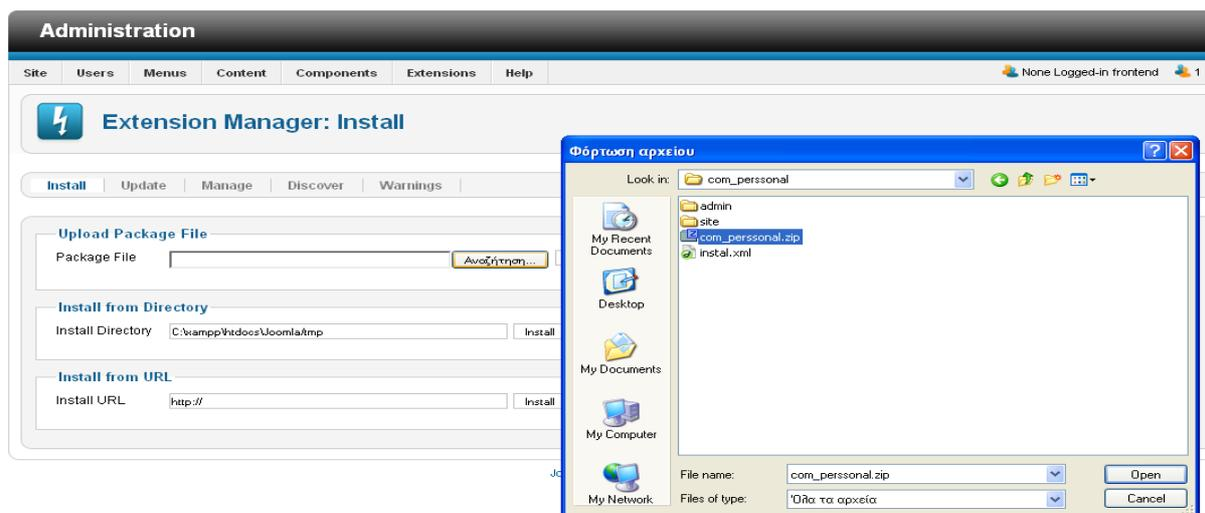 Administration
Site Users Menus Content Components Extensions Help None Logged-in frontend 1
Extension Manager: Install
Install Update Manage Discover Warnings
Upload Package File
Package File Αναζήτηση...
Install from Directory
Install Directory C:\xampp\htdocs\Joomla/tmp Install
Install from URL
Install URL http:// Install
Jo
Φόρτωση αρχείου
Look in: com_perssonal
My Recent Documents
Desktop
My Documents
My Computer
My Network
admin
site
com_perssonal.zip
instal.xml
File name: com_perssonal.zip Open
Files of type: Όλα τα αρχεία Cancel